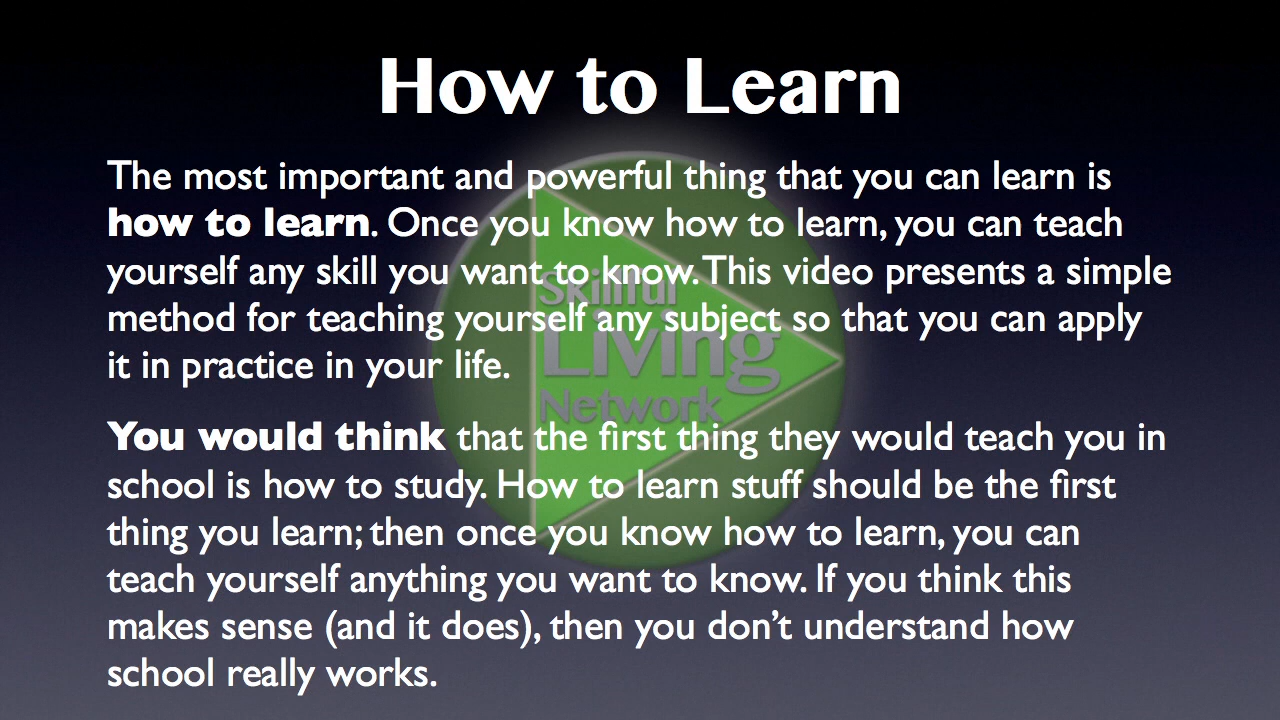 How to Learn
The most important and powerful thing that you can learn is
how to learn. Once you know how to learn, you can teach
yourself any skill you want to know. This video presents a simple
method for teaching yourself any subject so that you can apply
it in practice in your life.
You would think that the first thing they would teach you in
school is how to study. How to learn stuff should be the first
thing you learn; then once you know how to learn, you can
teach yourself anything you want to know. If you think this
makes sense (and it does), then you don’t understand how
school really works.
Skillful
Living
Network